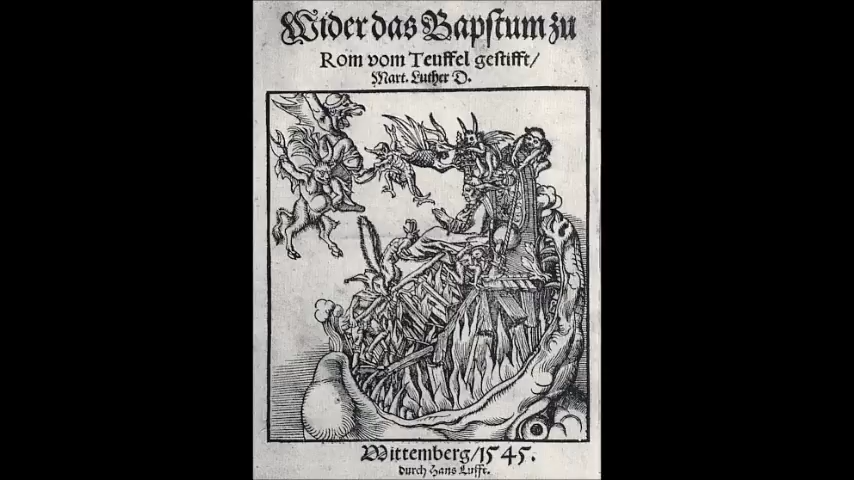 Wider das Bapstum zu
Rom vom Teuffel gestifft/
Mart. Luther D.
Wittemberg/1545.
durch Hans Lufft.